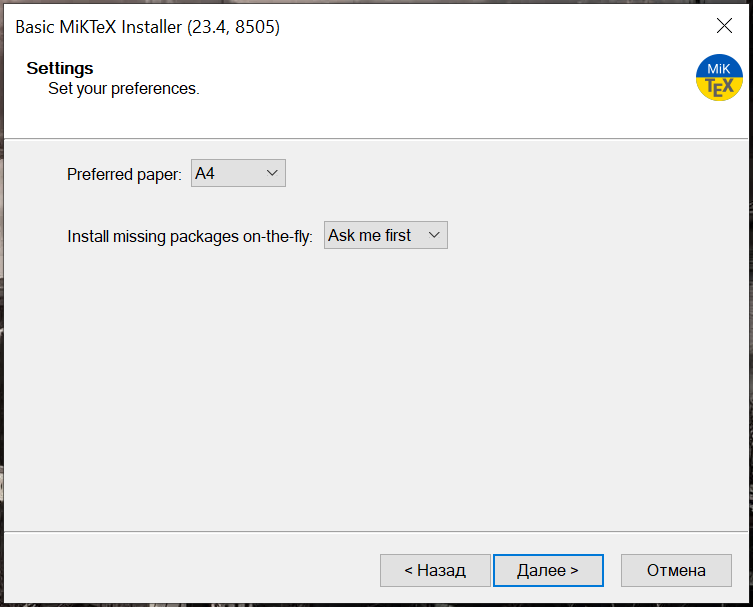 Basic MiKTeX Installer (23.4, 8505)
Settings
Set your preferences.
MiK
TEX
Preferred paper: A4
Install missing packages on-the-fly: Ask me first
< Назад Далее > Отмена